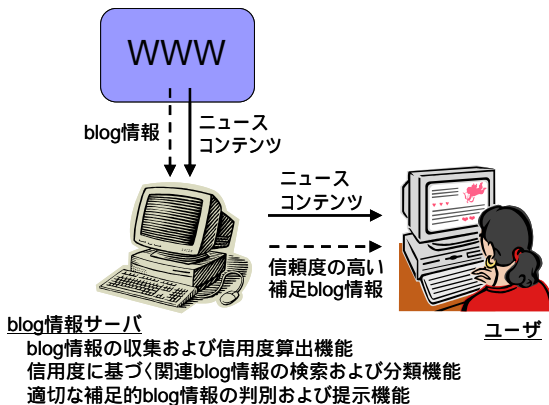 WWW
blog情報
ニュース
コンテンツ
ニュース
コンテンツ
信頼度の高い
補足blog情報
blog情報サーバ
ユーザ
blog情報の収集および信用度算出機能
信用度に基づく関連blog情報の検索および分類機能
適切な補足的blog情報の判別および提示機能